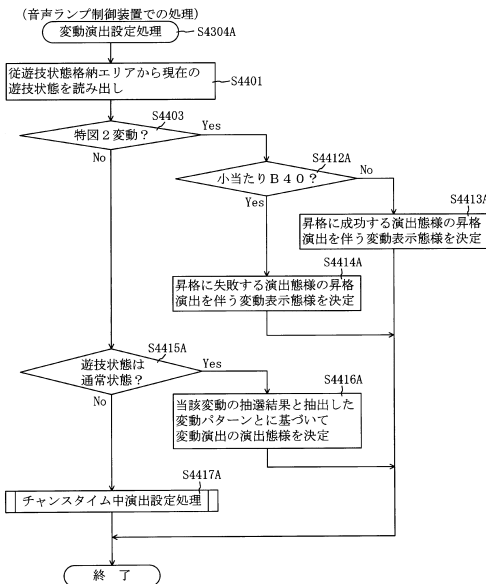 (音声ランプ制御装置での処理)
変動演出設定処理
S4304A
従遊技状態格納エリアから現在の
遊技状態を読み出し
S4401
特図2変動?
S4403
Yes
No
小当たりB40?
S4412A
No
Yes
昇格に成功する演出態様の昇格
演出を伴う変動表示態様を決定
S4413A
昇格に失敗する演出態様の昇格
演出を伴う変動表示態様を決定
S4414A
遊技状態は
通常状態?
S4415A
Yes
No
当該変動の抽選結果と抽出した
変動パターンとに基づいて
変動演出の演出態様を決定
S4416A
チャンスタイム中演出設定処理
S4417A
終 了